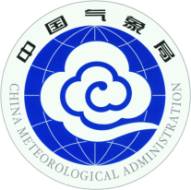 中国气象局
CHINA METEOROLOGICAL ADMINISTRATION